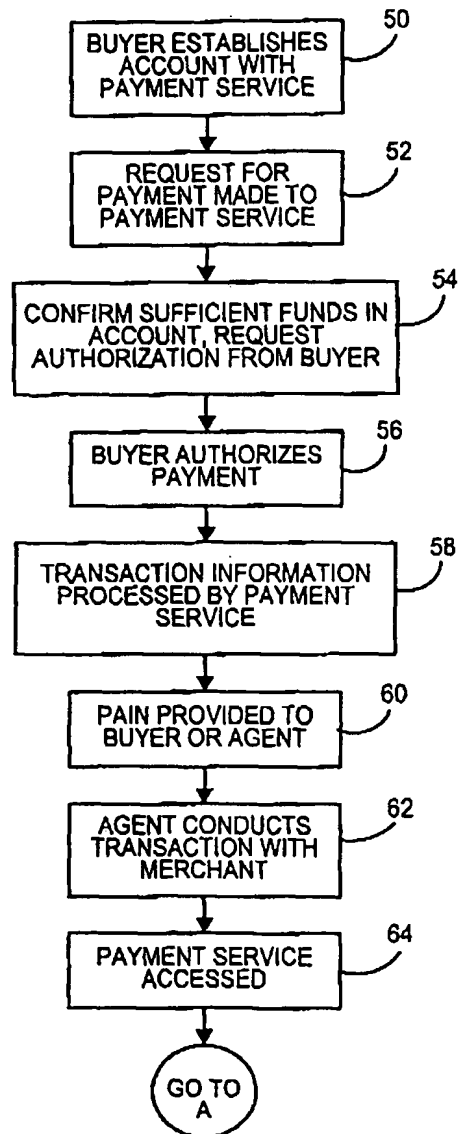 50
BUYER ESTABLISHES
ACCOUNT WITH
PAYMENT SERVICE
52
REQUEST FOR
PAYMENT MADE TO
PAYMENT SERVICE
54
CONFIRM SUFFICIENT FUNDS IN
ACCOUNT, REQUEST
AUTHORIZATION FROM BUYER
56
BUYER AUTHORIZES
PAYMENT
58
TRANSACTION INFORMATION
PROCESSED BY PAYMENT
SERVICE
60
PAIN PROVIDED TO
BUYER OR AGENT
62
AGENT CONDUCTS
TRANSACTION WITH
MERCHANT
64
PAYMENT SERVICE
ACCESSED
GO TO
A